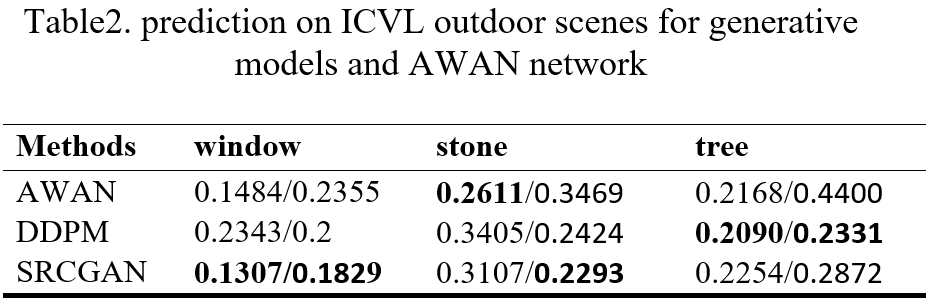 Table2. prediction on ICVL outdoor scenes for generative
models and AWAN network
Methods window stone tree
AWAN 0.1484/0.2355 0.2611/0.3469 0.2168/0.4400
DDPM 0.2343/0.2 0.3405/0.2424 0.2090/0.2331
SRCGAN 0.1307/0.1829 0.3107/0.2293 0.2254/0.2872